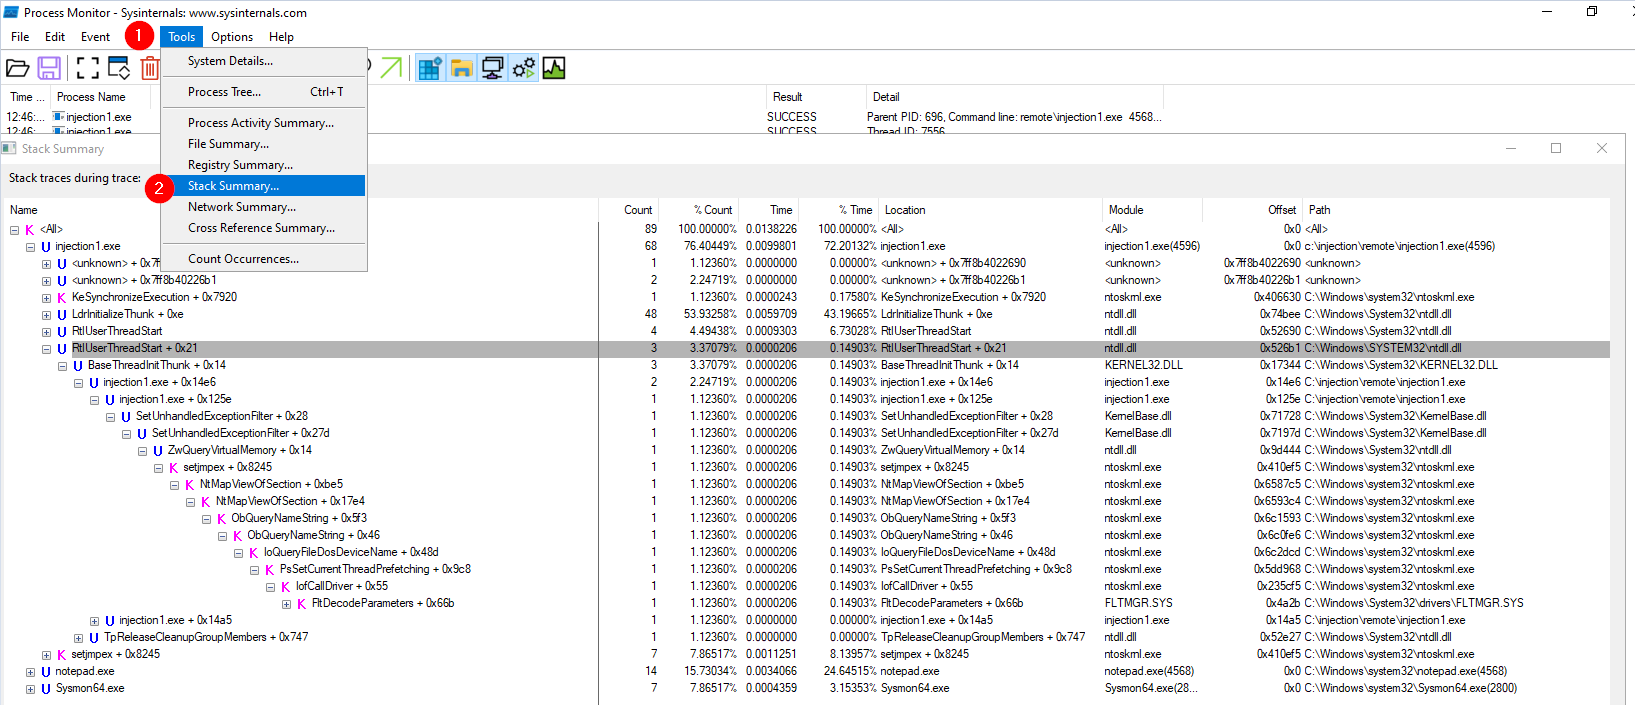 Process Monitor - Sysinternals: www.sysinternals.com
File Edit Event 1 Tools Options Help
System Details...
Process Tree... Ctrl+T
Process Activity Summary...
File Summary...
Registry Summary...
2 Stack Summary...
Network Summary...
Cross Reference Summary...
Count Occurrences...
Time ... Process Name Result Detail
12:46:... injection1.exe SUCCESS Parent PID: 696, Command line: remote\injection1.exe 4568...
12:46:... injection1.exe SUCCESS Thread ID: 7556
Stack Summary
Stack traces during trace:
Name Count % Count Time % Time Location Module Offset Path
K <All> 89 100.00000% 0.0138226 100.00000% <All> <All> 0x0 <All>
U injection1.exe 68 76.40449% 0.0099801 72.20132% injection1.exe injection1.exe(4596) 0x0 c:\injection\remote\injection1.exe(4596)
U <unknown> + 0x7f 1 1.12360% 0.0000000 0.00000% <unknown> + 0x7ff8b4022690 <unknown> 0x7ff8b4022690 <unknown>
U <unknown> + 0x7ff8b40226b1 2 2.24719% 0.0000000 0.00000% <unknown> + 0x7ff8b40226b1 <unknown> 0x7ff8b40226b1 <unknown>
K KeSynchronizeExecution + 0x7920 1 1.12360% 0.0000243 0.17580% KeSynchronizeExecution + 0x7920 ntoskrnl.exe 0x406630 C:\Windows\system32\ntoskrnl.exe
U LdrInitializeThunk + 0xe 48 53.93258% 0.0059709 43.19665% LdrInitializeThunk + 0xe ntdll.dll 0x74bee C:\Windows\System32\ntdll.dll
U RtlUserThreadStart 4 4.49438% 0.0009303 6.73028% RtlUserThreadStart ntdll.dll 0x52690 C:\Windows\System32\ntdll.dll
U RtlUserThreadStart + 0x21 3 3.37079% 0.0000206 0.14903% RtlUserThreadStart + 0x21 ntdll.dll 0x526b1 C:\Windows\SYSTEM32\ntdll.dll
U BaseThreadInitThunk + 0x14 3 3.37079% 0.0000206 0.14903% BaseThreadInitThunk + 0x14 KERNEL32.DLL 0x17344 C:\Windows\System32\KERNEL32.DLL
U injection1.exe + 0x14e6 2 2.24719% 0.0000206 0.14903% injection1.exe + 0x14e6 injection1.exe 0x14e6 C:\injection\remote\injection1.exe
U injection1.exe + 0x125e 1 1.12360% 0.0000206 0.14903% injection1.exe + 0x125e injection1.exe 0x125e C:\injection\remote\injection1.exe
U SetUnhandledExceptionFilter + 0x28 1 1.12360% 0.0000206 0.14903% SetUnhandledExceptionFilter + 0x28 KernelBase.dll 0x71728 C:\Windows\System32\KernelBase.dll
U SetUnhandledExceptionFilter + 0x27d 1 1.12360% 0.0000206 0.14903% SetUnhandledExceptionFilter + 0x27d KernelBase.dll 0x7197d C:\Windows\System32\KernelBase.dll
U ZwQueryVirtualMemory + 0x14 1 1.12360% 0.0000206 0.14903% ZwQueryVirtualMemory + 0x14 ntdll.dll 0x9d444 C:\Windows\System32\ntdll.dll
K setjmpex + 0x8245 1 1.12360% 0.0000206 0.14903% setjmpex + 0x8245 ntoskrnl.exe 0x410ef5 C:\Windows\system32\ntoskrnl.exe
K NtMapViewOfSection + 0xbe5 1 1.12360% 0.0000206 0.14903% NtMapViewOfSection + 0xbe5 ntoskrnl.exe 0x6587c5 C:\Windows\system32\ntoskrnl.exe
K NtMapViewOfSection + 0x17e4 1 1.12360% 0.0000206 0.14903% NtMapViewOfSection + 0x17e4 ntoskrnl.exe 0x6593c4 C:\Windows\system32\ntoskrnl.exe
K ObQueryNameString + 0x5f3 1 1.12360% 0.0000206 0.14903% ObQueryNameString + 0x5f3 ntoskrnl.exe 0x6c1593 C:\Windows\system32\ntoskrnl.exe
K ObQueryNameString + 0x46 1 1.12360% 0.0000206 0.14903% ObQueryNameString + 0x46 ntoskrnl.exe 0x6c0fe6 C:\Windows\system32\ntoskrnl.exe
K IoQueryFileDosDeviceName + 0x48d 1 1.12360% 0.0000206 0.14903% IoQueryFileDosDeviceName + 0x48d ntoskrnl.exe 0x6c2dcd C:\Windows\system32\ntoskrnl.exe
K PsSetCurrentThreadPrefetching + 0x9c8 1 1.12360% 0.0000206 0.14903% PsSetCurrentThreadPrefetching + 0x9c8 ntoskrnl.exe 0x5dd968 C:\Windows\system32\ntoskrnl.exe
K IofCallDriver + 0x55 1 1.12360% 0.0000206 0.14903% IofCallDriver + 0x55 ntoskrnl.exe 0x235cf5 C:\Windows\system32\ntoskrnl.exe
K FltDecodeParameters + 0x66b 1 1.12360% 0.0000206 0.14903% FltDecodeParameters + 0x66b FLTMGR.SYS 0x4a2b C:\Windows\System32\drivers\FLTMGR.SYS
U injection1.exe + 0x14a5 1 1.12360% 0.0000000 0.00000% injection1.exe + 0x14a5 injection1.exe 0x14a5 C:\injection\remote\injection1.exe
U TpReleaseCleanupGroupMembers + 0x747 1 1.12360% 0.0000000 0.00000% TpReleaseCleanupGroupMembers + 0x747 ntdll.dll 0x52e27 C:\Windows\System32\ntdll.dll
K setjmpex + 0x8245 7 7.86517% 0.0011251 8.13957% setjmpex + 0x8245 ntoskrnl.exe 0x410ef5 C:\Windows\system32\ntoskrnl.exe
U notepad.exe 14 15.73034% 0.0034066 24.64515% notepad.exe notepad.exe(4568) 0x0 C:\Windows\system32\notepad.exe(4568)
U Sysmon64.exe 7 7.86517% 0.0004359 3.15353% Sysmon64.exe Sysmon64.exe(28... 0x0 C:\Windows\system32\Sysmon64.exe(2800)